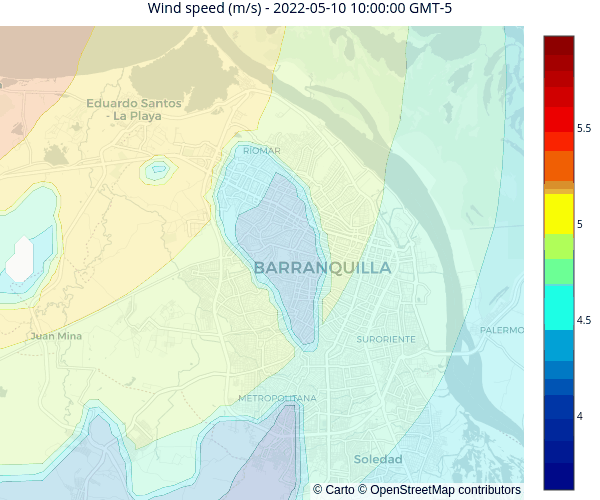 Wind speed (m/s) - 2022-05-10 10:00:00 GMT-5
Eduardo Santos
- La Playa
RIOMAR
BARRANQUILLA
Juan Mina
SURORIENTE
PALERMO
METROPOLITANA
Soledad
© Carto © OpenStreetMap contributors
5.5
5
4.5
4